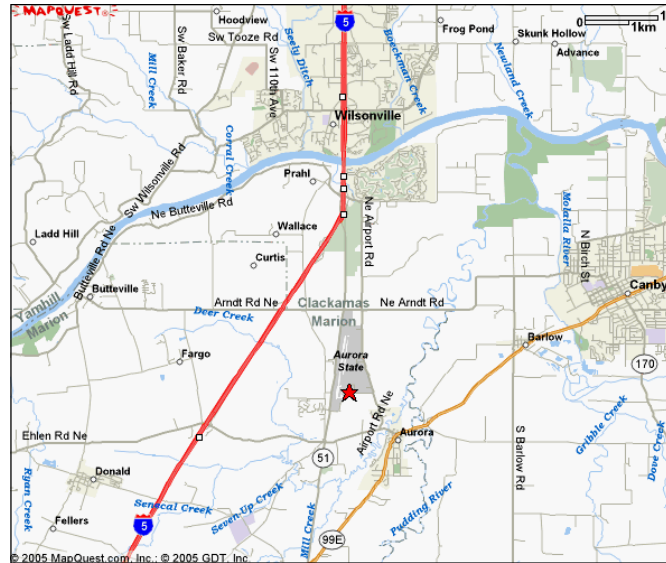 MAPQUEST
Hoodview
5
Frog Pond
Skunk Hollow
1km
Sw Tooze Rd
Advance
Sw Ladd Hill Rd
Mill Creek
Sw Baker Rd
Sw 110th Ave
Seely Ditch
Boeckman Creek
Newland Creek
Wilsonville
Corral Creek
Sw Wilsonville Rd
Prahl
Ne Butteville Rd
Ne Airport Rd
Molalla River
Wallace
Ladd Hill
Butteville Rd Ne
Curtis
N Birch St
Butteville
Canby
Yamhill
Marion
Arndt Rd Ne
Clackamas
Marion
Ne Arndt Rd
Deer Creek
Barlow
Fargo
Aurora
State
170
Airport Rd Ne
Ehlen Rd Ne
Aurora
S Barlow Rd
Gribble Creek
Dove Creek
51
Donald
Ryan Creek
Senecal Creek
Seven-Up Creek
Mill Creek
Pudding River
Fellers
5
99E
© 2005 MapQuest.com, Inc.; © 2005 GDT, Inc.